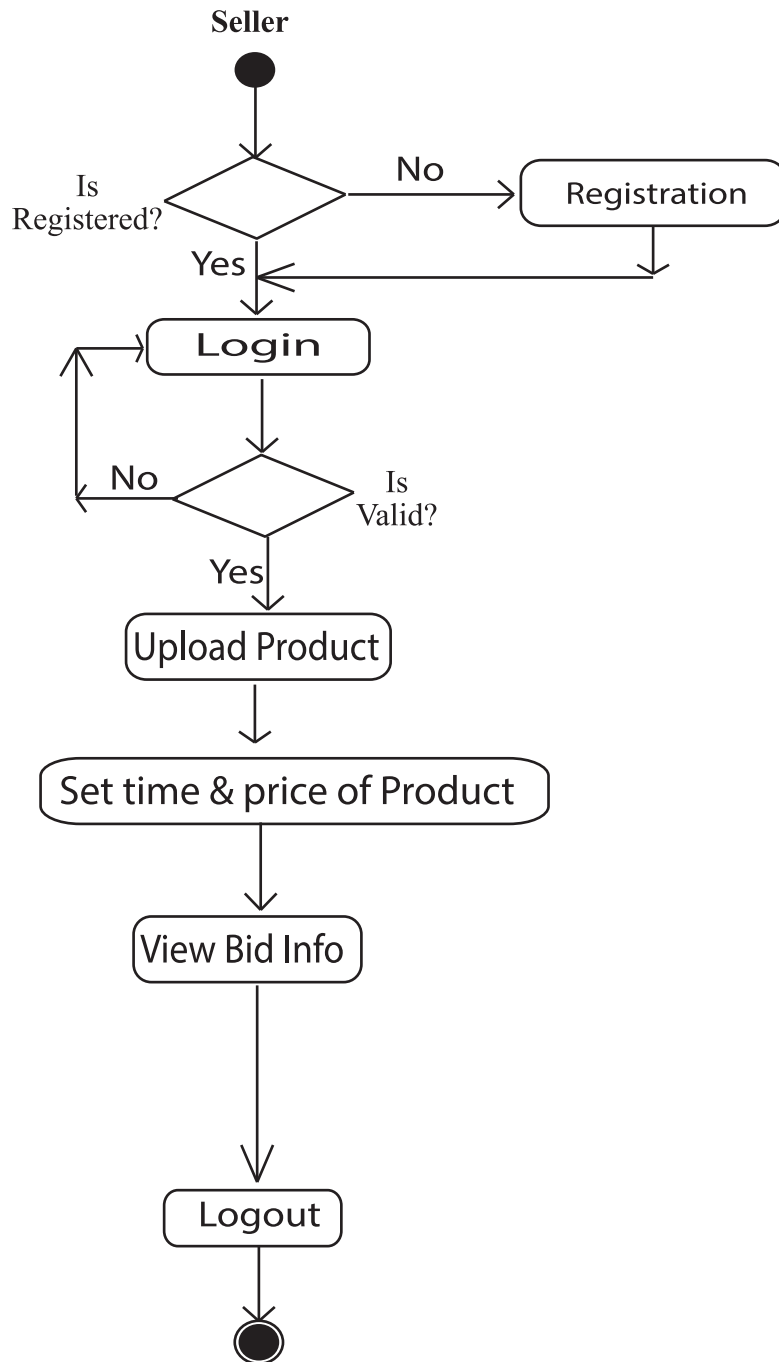 Seller
Is
Registered?
No
Registration
Yes
Login
No
Is
Valid?
Yes
Upload Product
Set time & price of Product
View Bid Info
Logout